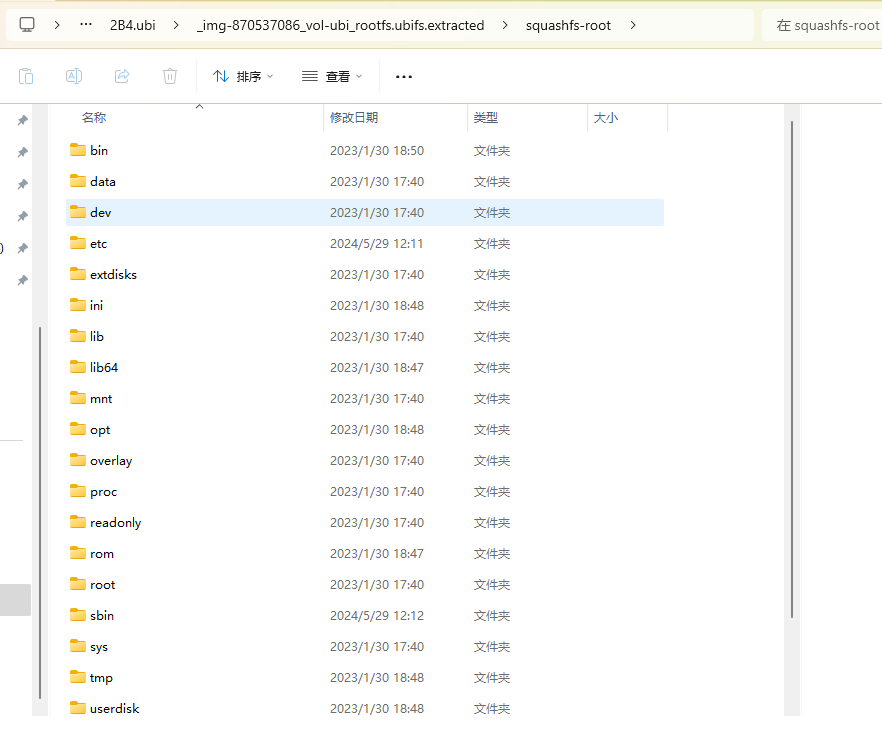 2B4.ubi _img-870537086_vol-ubi_rootfs.ubifs.extracted squashfs-root 在 squashfs-root
排序 查看
名称 修改日期 类型 大小
bin 2023/1/30 18:50 文件夹
data 2023/1/30 17:40 文件夹
dev 2023/1/30 17:40 文件夹
etc 2024/5/29 12:11 文件夹
extdisks 2023/1/30 17:40 文件夹
) ini 2023/1/30 18:48 文件夹
lib 2023/1/30 17:40 文件夹
lib64 2023/1/30 18:47 文件夹
mnt 2023/1/30 17:40 文件夹
opt 2023/1/30 18:48 文件夹
overlay 2023/1/30 17:40 文件夹
proc 2023/1/30 17:40 文件夹
readonly 2023/1/30 17:40 文件夹
rom 2023/1/30 18:47 文件夹
root 2023/1/30 17:40 文件夹
sbin 2024/5/29 12:12 文件夹
sys 2023/1/30 17:40 文件夹
tmp 2023/1/30 18:48 文件夹
userdisk 2023/1/30 18:48 文件夹